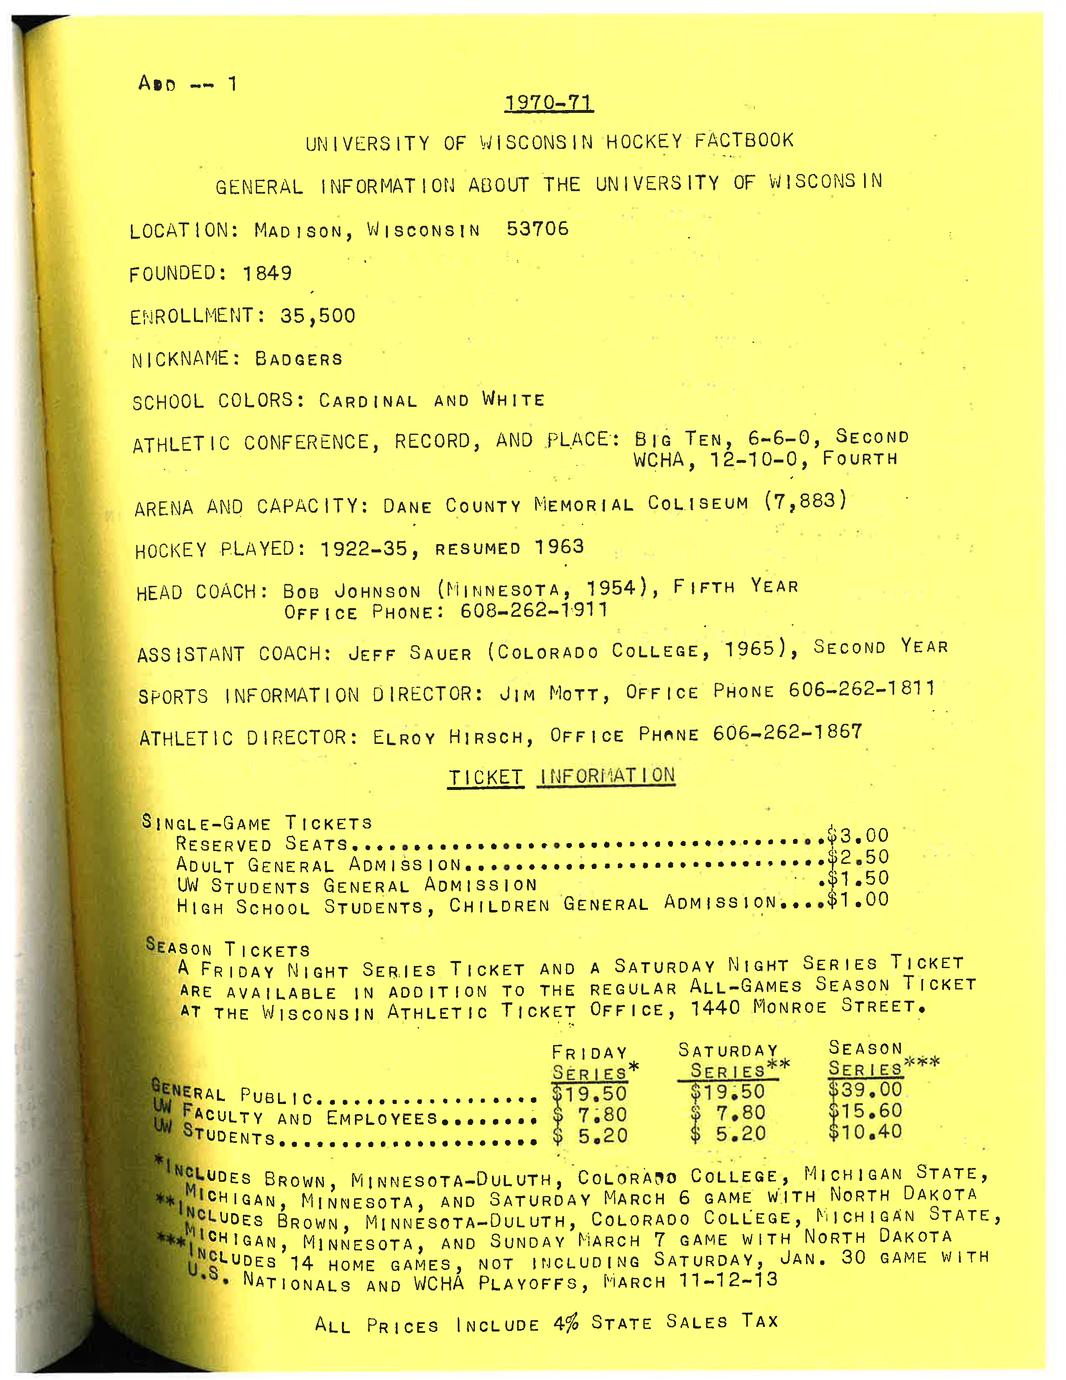 ADD -- 1
1970-71
UNIVERSITY OF WISCONSIN HOCKEY FACTBOOK
GENERAL INFORMATION ABOUT THE UNIVERSITY OF WISCONSIN
LOCATION: MADISON, WISCONSIN 53706
FOUNDED: 1849
ENROLLMENT: 35,500
NICKNAME: BADGERS
SCHOOL COLORS: CARDINAL AND WHITE
ATHLETIC CONFERENCE, RECORD, AND PLACE: BIG TEN, 6-6-0, SECOND
WCHA, 12-10-0, FOURTH
ARENA AND CAPACITY: DANE COUNTY MEMORIAL COLISEUM (7,883)
HOCKEY PLAYED: 1922-35, RESUMED 1963
HEAD COACH: BOB JOHNSON (MINNESOTA, 1954), FIFTH YEAR
OFFICE PHONE: 608-262-1911
ASSISTANT COACH: JEFF SAUER (COLORADO COLLEGE, 1965), SECOND YEAR
SPORTS INFORMATION DIRECTOR: JIM MOTT, OFFICE PHONE 606-262-1811
ATHLETIC DIRECTOR: ELROY HIRSCH, OFFICE PHONE 606-262-1867
TICKET INFORMATION
SINGLE-GAME TICKETS
RESERVED SEATS......................................$3.00
ADULT GENERAL ADMISSION.............................$2.50
UW STUDENTS GENERAL ADMISSION .$1.50
HIGH SCHOOL STUDENTS, CHILDREN GENERAL ADMISSION....$1.00
SEASON TICKETS
A FRIDAY NIGHT SERIES TICKET AND A SATURDAY NIGHT SERIES TICKET
ARE AVAILABLE IN ADDITION TO THE REGULAR ALL-GAMES SEASON TICKET
AT THE WISCONSIN ATHLETIC TICKET OFFICE, 1440 MONROE STREET.
FRIDAY SATURDAY SEASON
SERIES* SERIES** SERIES***
GENERAL PUBLIC.................. $19.50 $19.50 $39.00
UW FACULTY AND EMPLOYEES........ $ 7.80 $ 7.80 $15.60
UW STUDENTS..................... $ 5.20 $ 5.20 $10.40
*INCLUDES BROWN, MINNESOTA-DULUTH, COLORADO COLLEGE, MICHIGAN STATE,
MICHIGAN, MINNESOTA, AND SATURDAY MARCH 6 GAME WITH NORTH DAKOTA
**INCLUDES BROWN, MINNESOTA-DULUTH, COLORADO COLLEGE, MICHIGAN STATE,
MICHIGAN, MINNESOTA, AND SUNDAY MARCH 7 GAME WITH NORTH DAKOTA
***INCLUDES 14 HOME GAMES, NOT INCLUDING SATURDAY, JAN. 30 GAME WITH
U.S. NATIONALS AND WCHA PLAYOFFS, MARCH 11-12-13
ALL PRICES INCLUDE 4% STATE SALES TAX